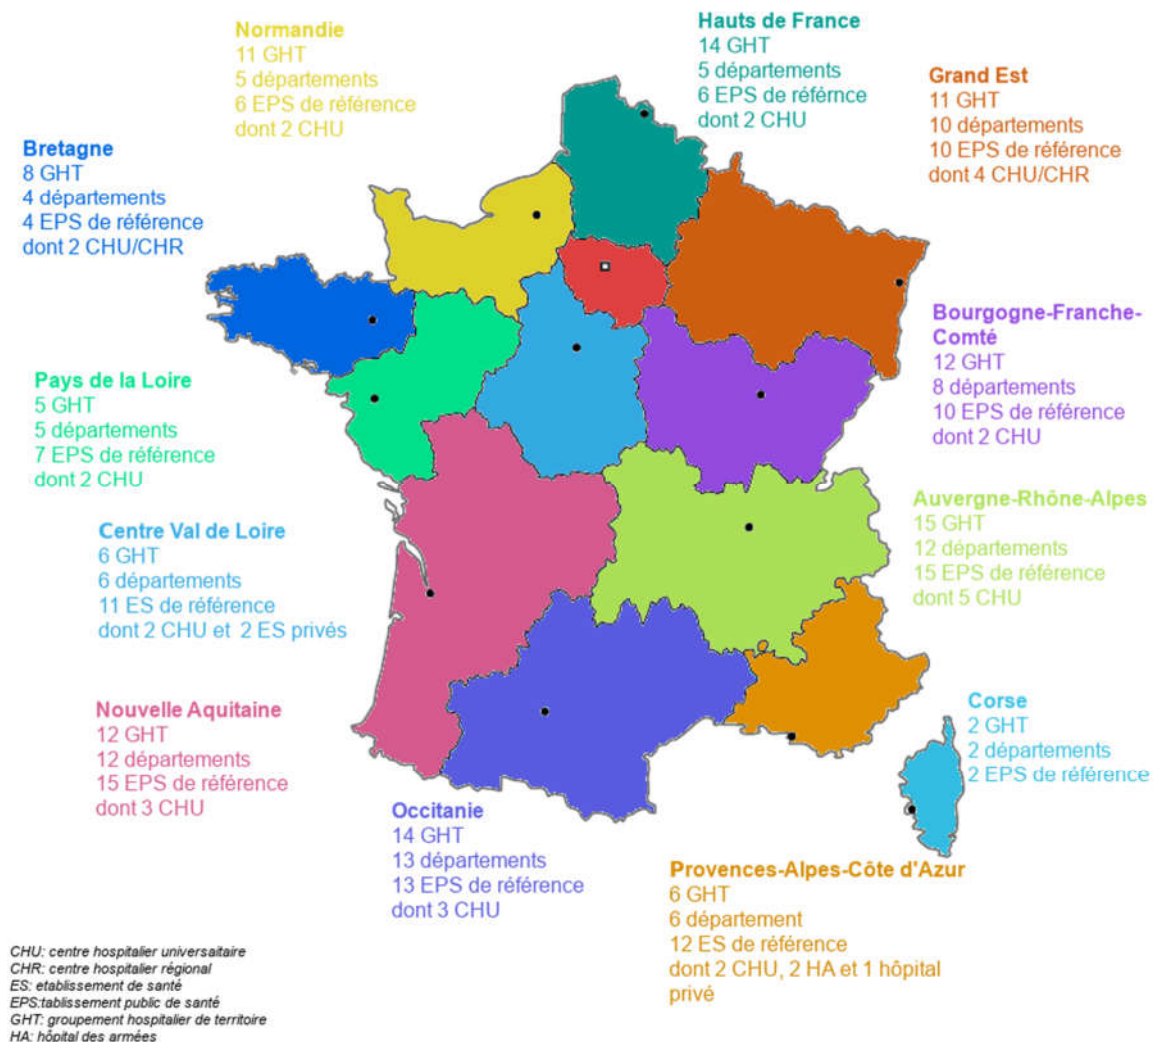 Normandie
11 GHT
5 départements
6 EPS de référence
dont 2 CHU
Hauts de France
14 GHT
5 départements
6 EPS de référnce
dont 2 CHU
Grand Est
11 GHT
10 départements
10 EPS de référence
dont 4 CHU/CHR
Bretagne
8 GHT
4 départements
4 EPS de référence
dont 2 CHU/CHR
Bourgogne-Franche-
Comté
12 GHT
8 départements
10 EPS de référence
dont 2 CHU
Pays de la Loire
5 GHT
5 départements
7 EPS de référence
dont 2 CHU
Auvergne-Rhône-Alpes
15 GHT
12 départements
15 EPS de référence
dont 5 CHU
Centre Val de Loire
6 GHT
6 départements
11 ES de référence
dont 2 CHU et 2 ES privés
Nouvelle Aquitaine
12 GHT
12 départements
15 EPS de référence
dont 3 CHU
Corse
2 GHT
2 départements
2 EPS de référence
Occitanie
14 GHT
13 départements
13 EPS de référence
dont 3 CHU
Provences-Alpes-Côte d'Azur
6 GHT
6 département
12 ES de référence
dont 2 CHU, 2 HA et 1 hôpital
privé
CHU: centre hospitalier universaitaire
CHR: centre hospitalier régional
ES: etablissement de santé
EPS:tablissement public de santé
GHT: groupement hospitalier de territoire
HA: hôpital des armées